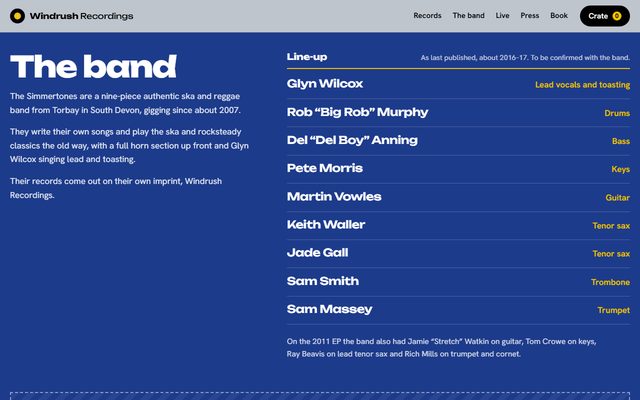 Windrush Recordings
Records The band Live Press Book Crate 0
The band
The Simmertones are a nine-piece authentic ska and reggae
band from Torbay in South Devon, gigging since about 2007.
They write their own songs and play the ska and rocksteady
classics the old way, with a full horn section up front and Glyn
Wilcox singing lead and toasting.
Their records come out on their own imprint, Windrush
Recordings.
Line-up As last published, about 2016-17. To be confirmed with the band.
Glyn Wilcox Lead vocals and toasting
Rob “Big Rob” Murphy Drums
Del “Del Boy” Anning Bass
Pete Morris Keys
Martin Vowles Guitar
Keith Waller Tenor sax
Jade Gall Tenor sax
Sam Smith Trombone
Sam Massey Trumpet
On the 2011 EP the band also had Jamie “Stretch” Watkin on guitar, Tom Crowe on keys,
Ray Beavis on lead tenor sax and Rich Mills on trumpet and cornet.